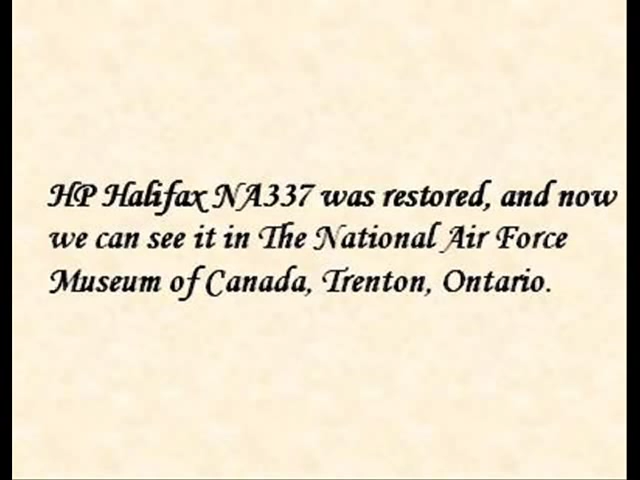 HP Halifax NA337 was restored, and now
we can see it in The National Air Force
Museum of Canada, Trenton, Ontario.